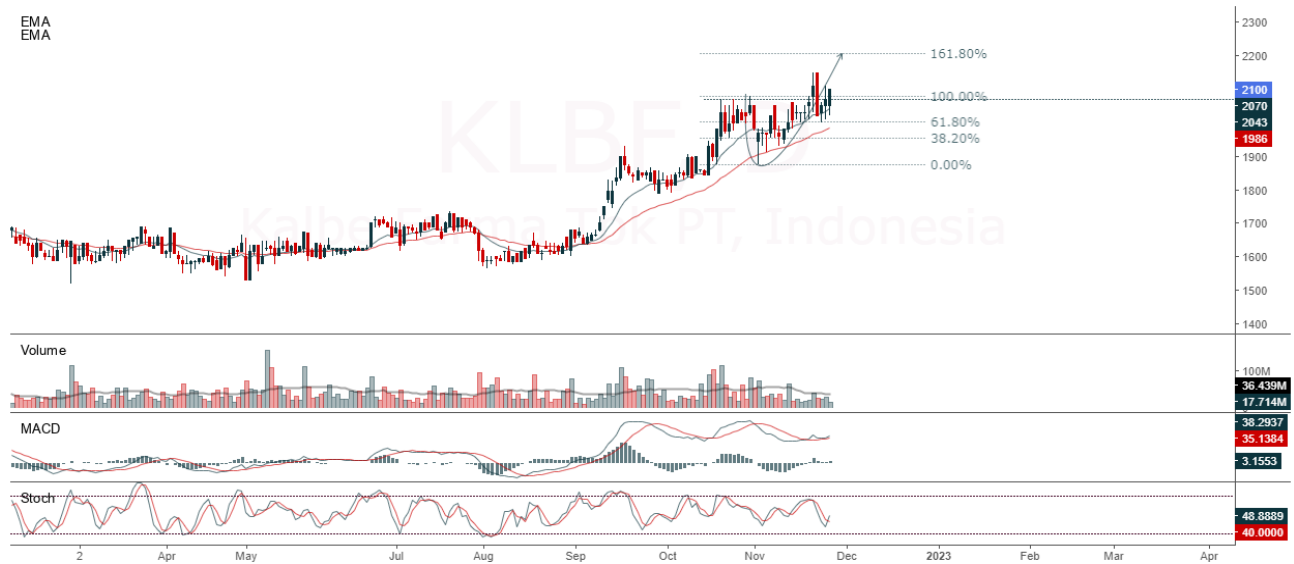 EMA
EMA
KLBF, D
Kalbe Farma Tbk PT, Indonesia
161.80%
100.00%
61.80%
38.20%
0.00%
2300
2200
2100
2070
2043
1986
1900
1800
1700
1600
1500
1400
Volume
100M
36.439M
17.714M
MACD
38.2937
35.1384
3.1553
Stoch
48.8889
40.0000
2 Apr May Jul Aug Sep Oct Nov Dec 2023 Feb Mar Apr